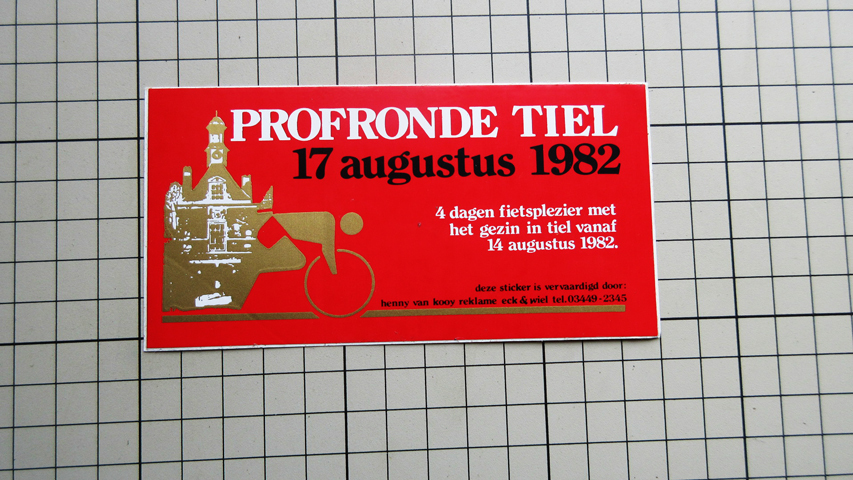 PROFRONDE TIEL
17 augustus 1982
4 dagen fietsplezier met
het gezin in tiel vanaf
14 augustus 1982.
deze sticker is vervaardigd door:
henny van kooy reklame eck & wiel tel.03449-2345